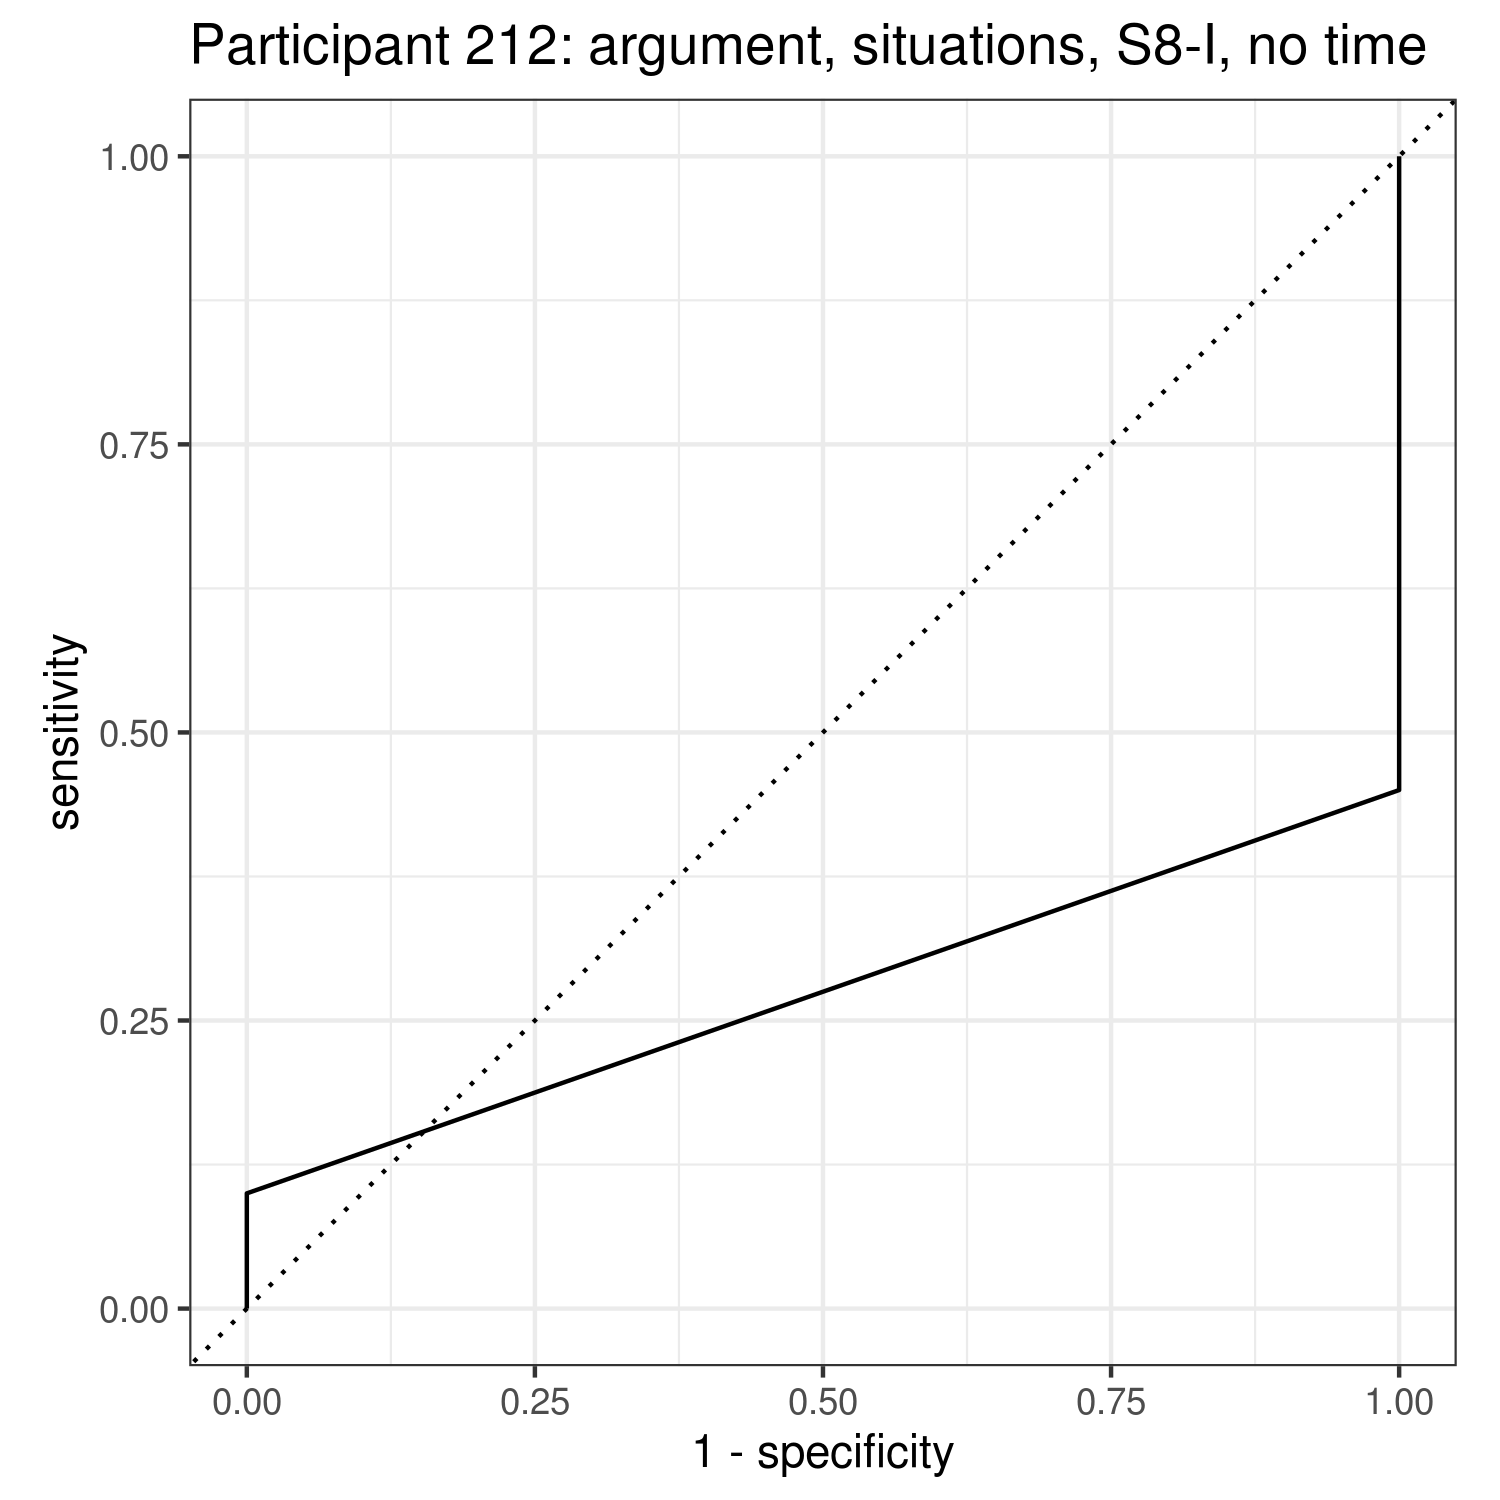 Participant 212: argument, situations, S8-I, no time
1.00
0.75
0.50
0.25
0.00
sensitivity
0.00 0.25 0.50 0.75 1.00
1 - specificity